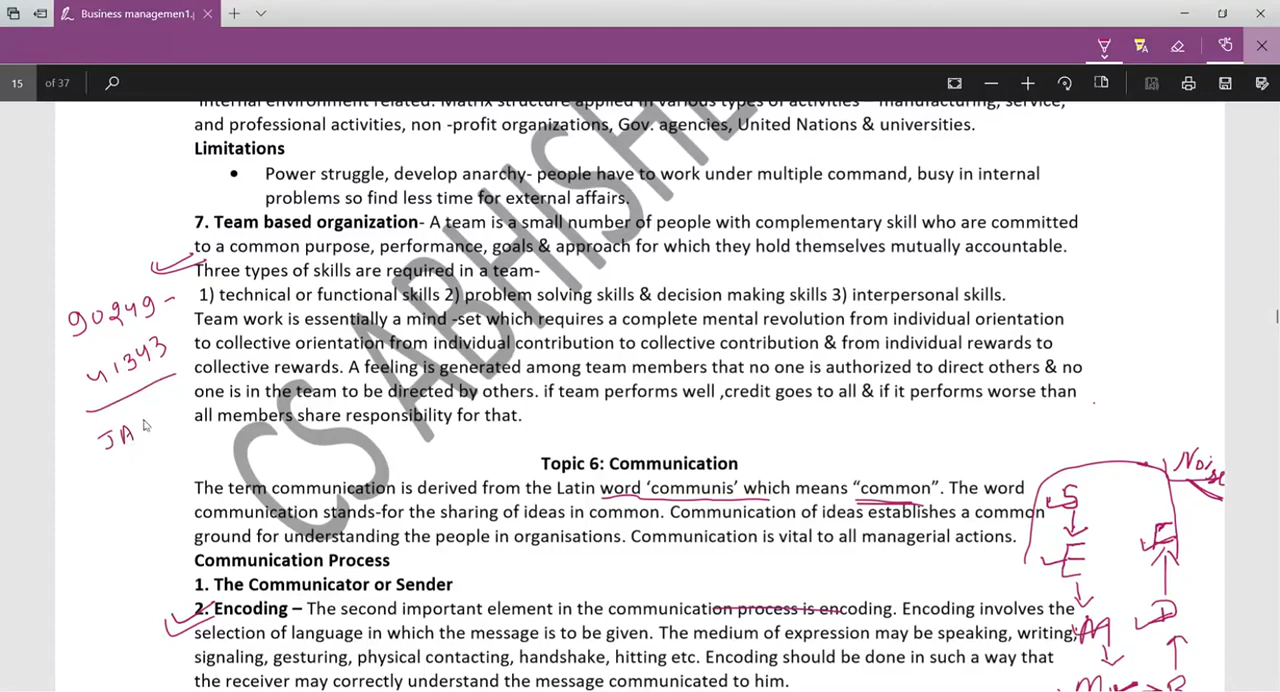 Business managemen1.
15 of 37
internal environment related. Matrix structure applied in various types of activities – manufacturing, service,
and professional activities, non -profit organizations, Gov. agencies, United Nations & universities.
Limitations
• Power struggle, develop anarchy- people have to work under multiple command, busy in internal
problems so find less time for external affairs.
7. Team based organization- A team is a small number of people with complementary skill who are committed
to a common purpose, performance, goals & approach for which they hold themselves mutually accountable.
Three types of skills are required in a team-
1) technical or functional skills 2) problem solving skills & decision making skills 3) interpersonal skills.
90249-
Team work is essentially a mind -set which requires a complete mental revolution from individual orientation
to collective orientation from individual contribution to collective contribution & from individual rewards to
41343
collective rewards. A feeling is generated among team members that no one is authorized to direct others & no
one is in the team to be directed by others. if team performs well ,credit goes to all & if it performs worse than
all members share responsibility for that.
JA
CS ABHISHE
Topic 6: Communication
Noise
The term communication is derived from the Latin word ‘communis’ which means “common”. The word
S
communication stands-for the sharing of ideas in common. Communication of ideas establishes a common
ground for understanding the people in organisations. Communication is vital to all managerial actions.
E F
Communication Process
1. The Communicator or Sender
2. Encoding – The second important element in the communication process is encoding. Encoding involves the
selection of language in which the message is to be given. The medium of expression may be speaking, writing,
M D
signaling, gesturing, physical contacting, handshake, hitting etc. Encoding should be done in such a way that
the receiver may correctly understand the message communicated to him.
M R